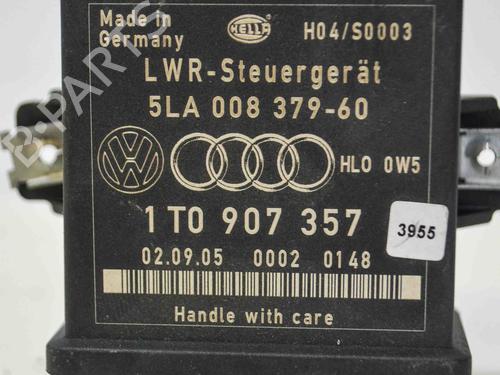 Made in
Germany
HELLA
H04/S0003
LWR-Steuergerät
5LA 008 379-60
HLO 0W5
1T0 907 357
3955
02.09.05 0002 0148
Handle with care
B-PARTS